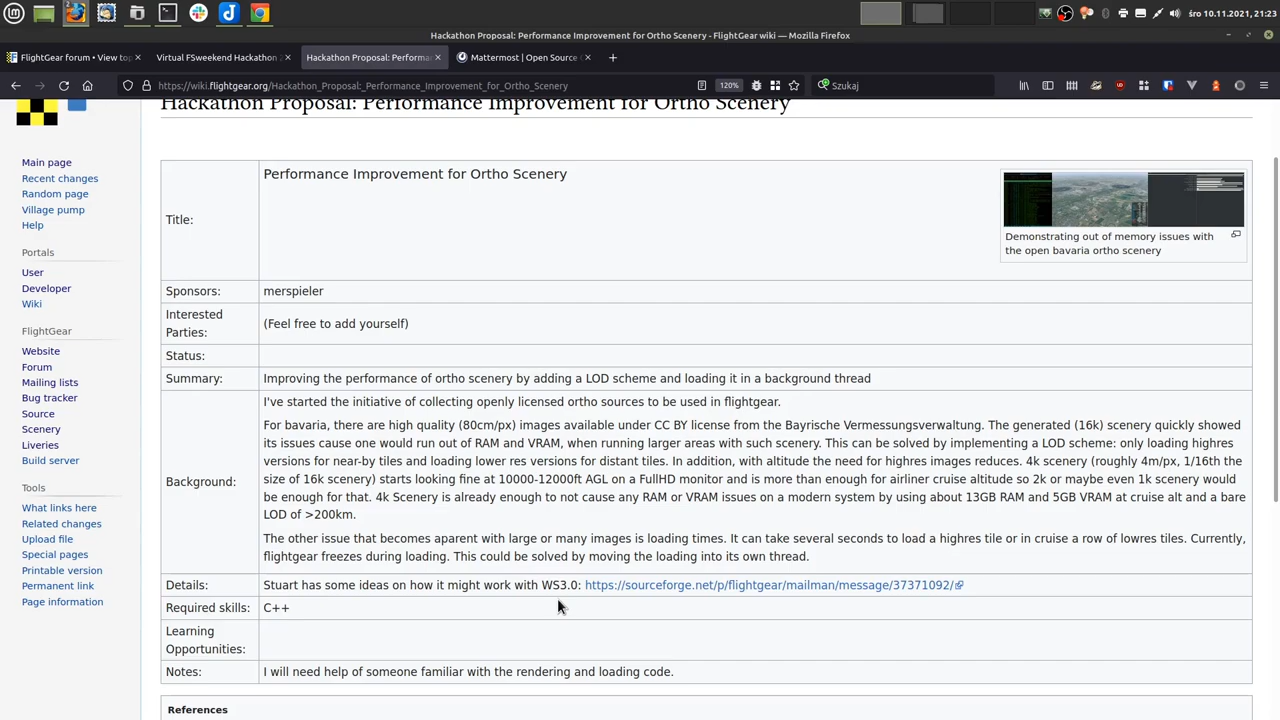 śro 10.11.2021, 21:23
Hackathon Proposal: Performance Improvement for Ortho Scenery - FlightGear wiki — Mozilla Firefox
FlightGear forum • View top
Virtual FSweekend Hackathon
Hackathon Proposal: Performa
Mattermost | Open Source
https://wiki.flightgear.org/Hackathon_Proposal:_Performance_Improvement_for_Ortho_Scenery
120%
Szukaj
Hackathon Proposal: Performance Improvement for Ortho Scenery
Main page
Recent changes
Random page
Village pump
Help
Portals
User
Developer
Wiki
FlightGear
Website
Forum
Mailing lists
Bug tracker
Source
Scenery
Liveries
Build server
Tools
What links here
Related changes
Upload file
Special pages
Printable version
Permanent link
Page information
Title:
Performance Improvement for Ortho Scenery
Demonstrating out of memory issues with
the open bavaria ortho scenery
Sponsors: merspieler
Interested
Parties:
(Feel free to add yourself)
Status:
Summary: Improving the performance of ortho scenery by adding a LOD scheme and loading it in a background thread
Background:
I've started the initiative of collecting openly licensed ortho sources to be used in flightgear.
For bavaria, there are high quality (80cm/px) images available under CC BY license from the Bayrische Vermessungsverwaltung. The generated (16k) scenery quickly showed
its issues cause one would run out of RAM and VRAM, when running larger areas with such scenery. This can be solved by implementing a LOD scheme: only loading highres
versions for near-by tiles and loading lower res versions for distant tiles. In addition, with altitude the need for highres images reduces. 4k scenery (roughly 4m/px, 1/16th the
size of 16k scenery) starts looking fine at 10000-12000ft AGL on a FullHD monitor and is more than enough for airliner cruise altitude so 2k or maybe even 1k scenery would
be enough for that. 4k Scenery is already enough to not cause any RAM or VRAM issues on a modern system by using about 13GB RAM and 5GB VRAM at cruise alt and a bare
LOD of >200km.
The other issue that becomes aparent with large or many images is loading times. It can take several seconds to load a highres tile or in cruise a row of lowres tiles. Currently,
flightgear freezes during loading. This could be solved by moving the loading into its own thread.
Details: Stuart has some ideas on how it might work with WS3.0: https://sourceforge.net/p/flightgear/mailman/message/37371092/
Required skills: C++
Learning
Opportunities:
Notes: I will need help of someone familiar with the rendering and loading code.
References